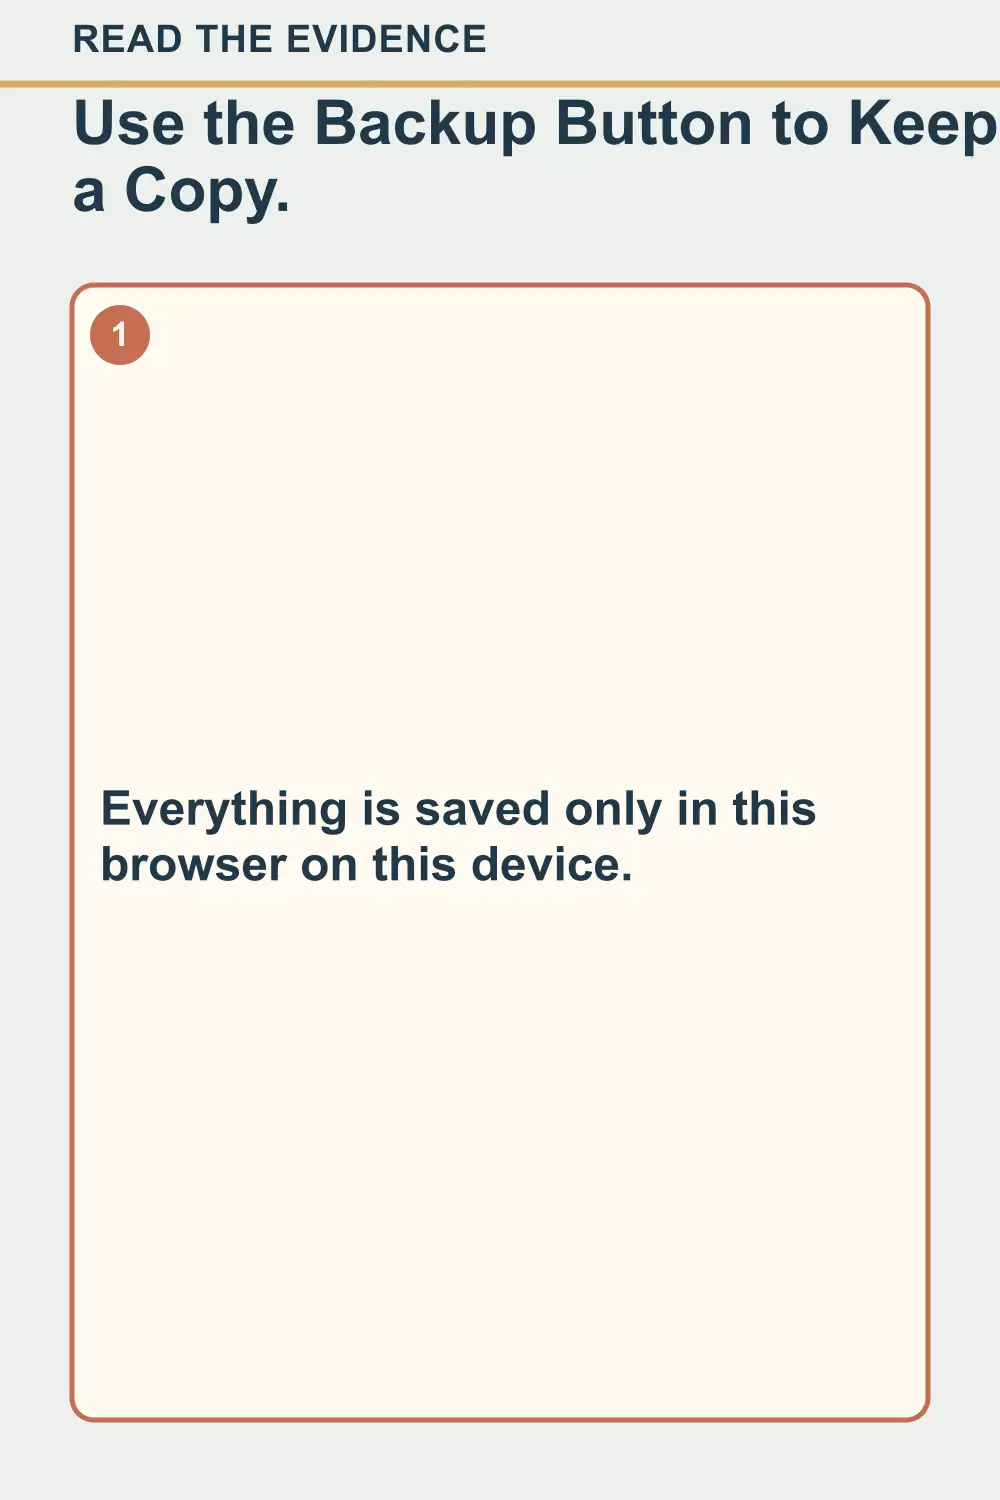 READ THE EVIDENCE
Use the Backup Button to Keep
a Copy.
1
Everything is saved only in this
browser on this device.